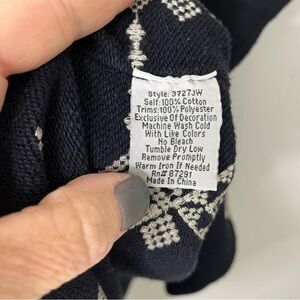 Style: 3727JW
Self:100% Cotton
Trims:100% Polyester
Exclusive Of Decoration
Machine Wash Cold
With Like Colors
No Bleach
Tumble Dry Low
Remove Promptly
Warm Iron If Needed
Rn# 87291
Made In China